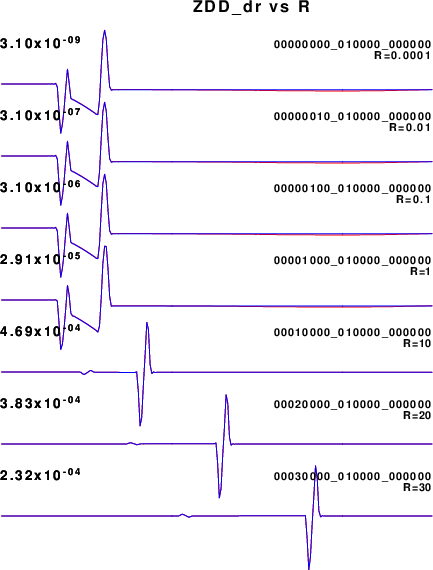 ZDD_dr vs R
3.10x10-09 00000000_010000_000000
R=0.0001
3.10x10-07 00000010_010000_000000
R=0.01
3.10x10-06 00000100_010000_000000
R=0.1
2.91x10-05 00001000_010000_000000
R=1
4.69x10-04 00010000_010000_000000
R=10
3.83x10-04 00020000_010000_000000
R=20
2.32x10-04 00030000_010000_000000
R=30